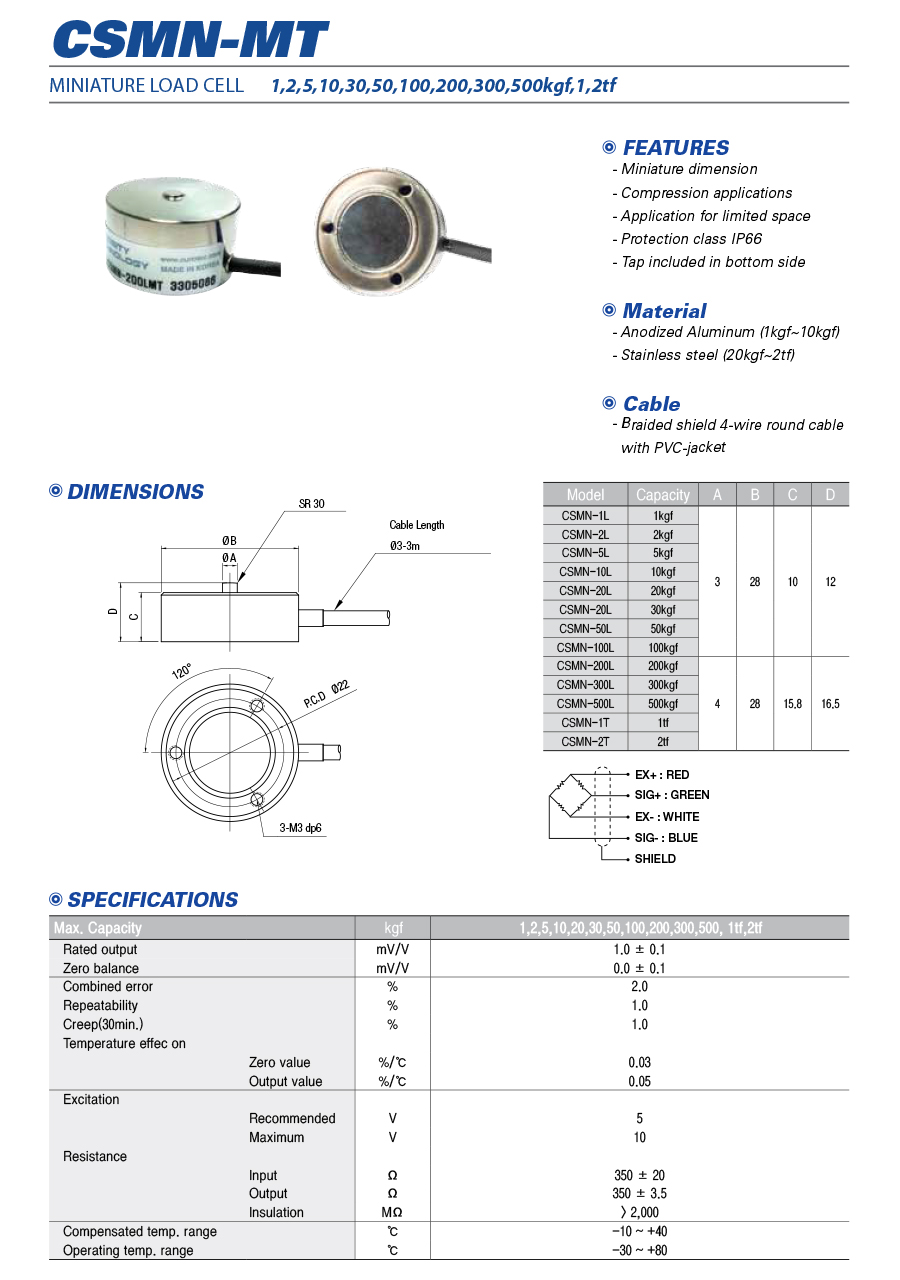 CSMN-MT
MINIATURE LOAD CELL 1,2,5,10,30,50,100,200,300,500kgf,1,2tf
MADE IN KOREA
200LMT 3305086
FEATURES
- Miniature dimension
- Compression applications
- Application for limited space
- Protection class IP66
- Tap included in bottom side
Material
- Anodized Aluminum (1kgf~10kgf)
- Stainless steel (20kgf~2tf)
Cable
- Braided shield 4-wire round cable
with PVC-jacket
DIMENSIONS
SR 30
Cable Length
Ø3-3m
ØB
ØA
D
C
120°
P.C.D Ø22
3-M3 dp6
Model Capacity A B C D
CSMN-1L 1kgf
CSMN-2L 2kgf
CSMN-5L 5kgf
CSMN-10L 10kgf
3 28 10 12
CSMN-20L 20kgf
CSMN-20L 30kgf
CSMN-50L 50kgf
CSMN-100L 100kgf
CSMN-200L 200kgf
CSMN-300L 300kgf
CSMN-500L 500kgf 4 28 15,8 16,5
CSMN-1T 1tf
CSMN-2T 2tf
EX+ : RED
SIG+ : GREEN
EX- : WHITE
SIG- : BLUE
SHIELD
SPECIFICATIONS
Max. Capacity kgf 1,2,5,10,20,30,50,100,200,300,500, 1tf,2tf
Rated output mV/V 1.0 ± 0.1
Zero balance mV/V 0.0 ± 0.1
Combined error % 2.0
Repeatability % 1.0
Creep(30min.) % 1.0
Temperature effec on
Zero value %/℃ 0.03
Output value %/℃ 0.05
Excitation
Recommended V 5
Maximum V 10
Resistance
Input Ω 350 ± 20
Output Ω 350 ± 3.5
Insulation MΩ 〉2,000
Compensated temp. range ℃ -10 ~ +40
Operating temp. range ℃ -30 ~ +80